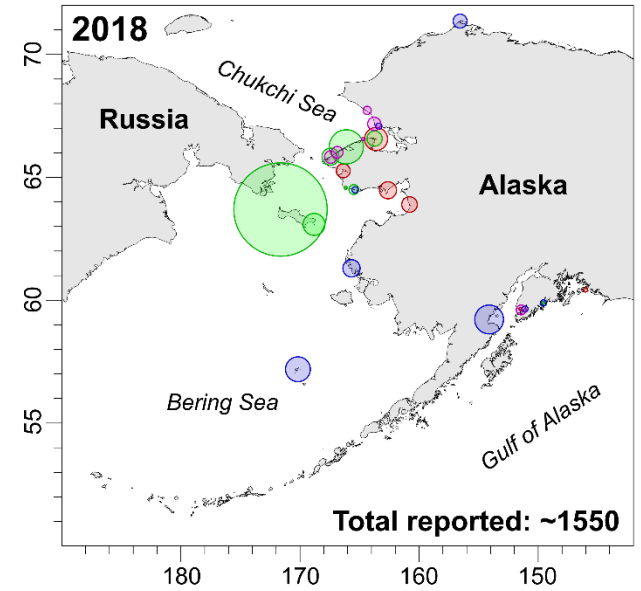 2018
70
Chukchi Sea
Russia
65
Alaska
60
Bering Sea
55
Gulf of Alaska
Total reported: ~1550
180 170 160 150